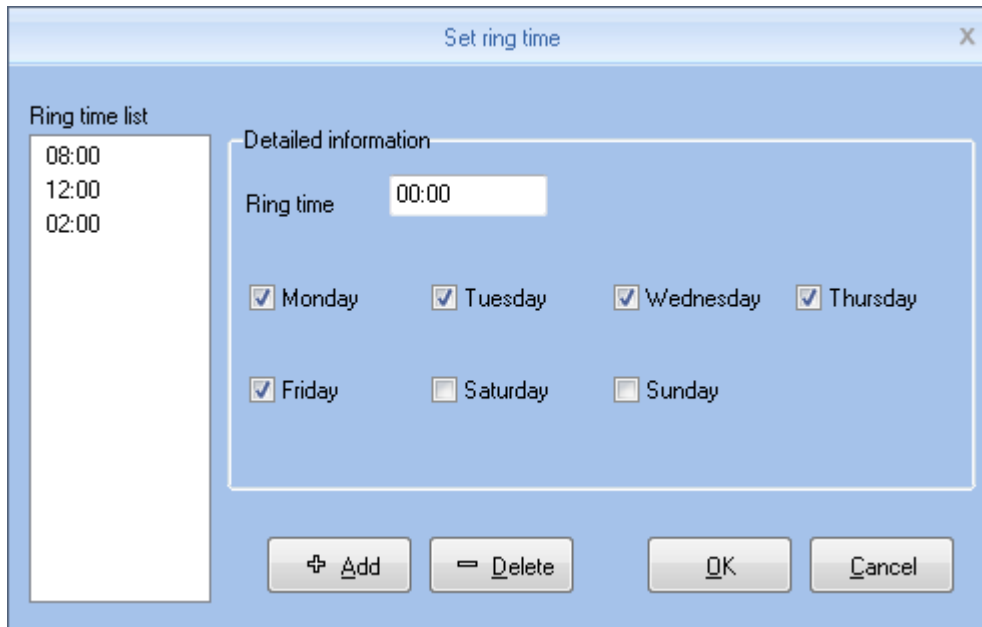 Set ring time
X
Ring time list
08:00
12:00
02:00
Detailed information
Ring time 00:00
Monday Tuesday Wednesday Thursday
Friday Saturday Sunday
Add Delete OK Cancel